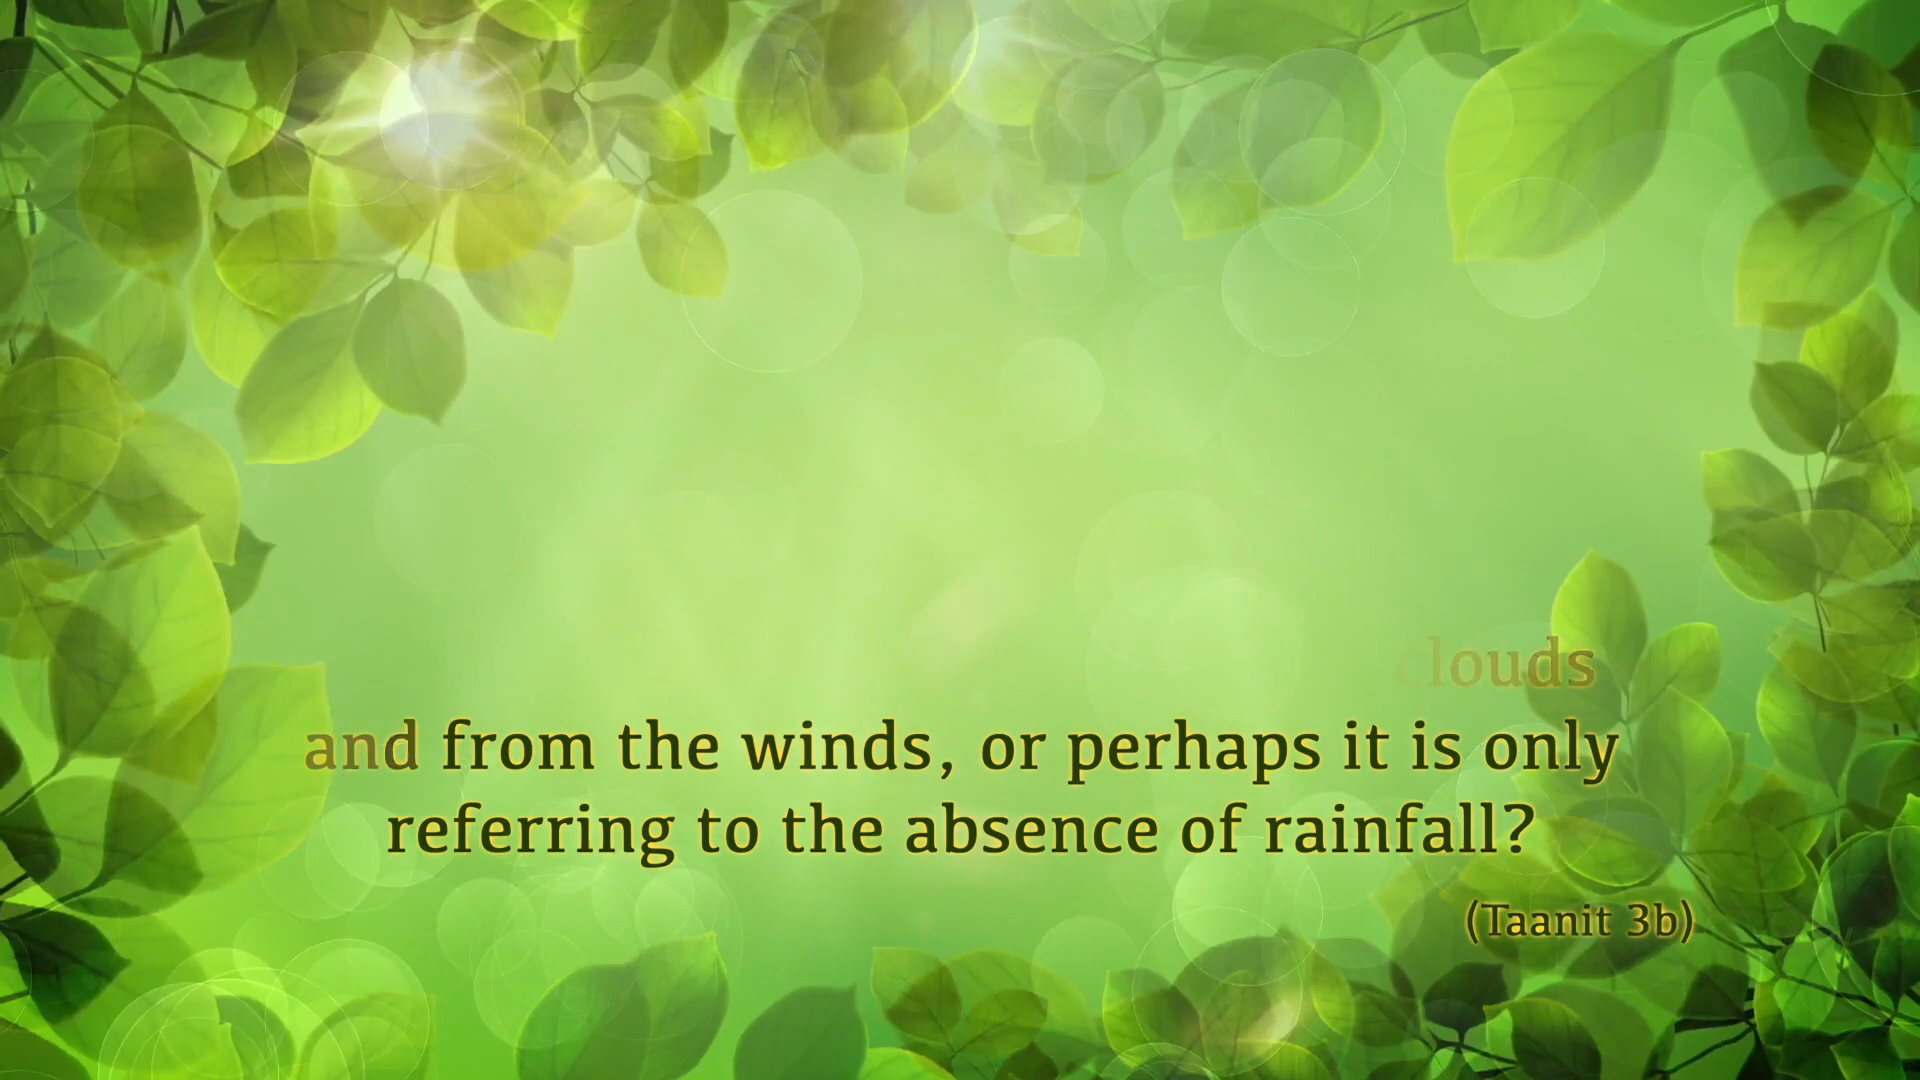 clouds
and from the winds, or perhaps it is only
referring to the absence of rainfall?
(Taanit 3b)